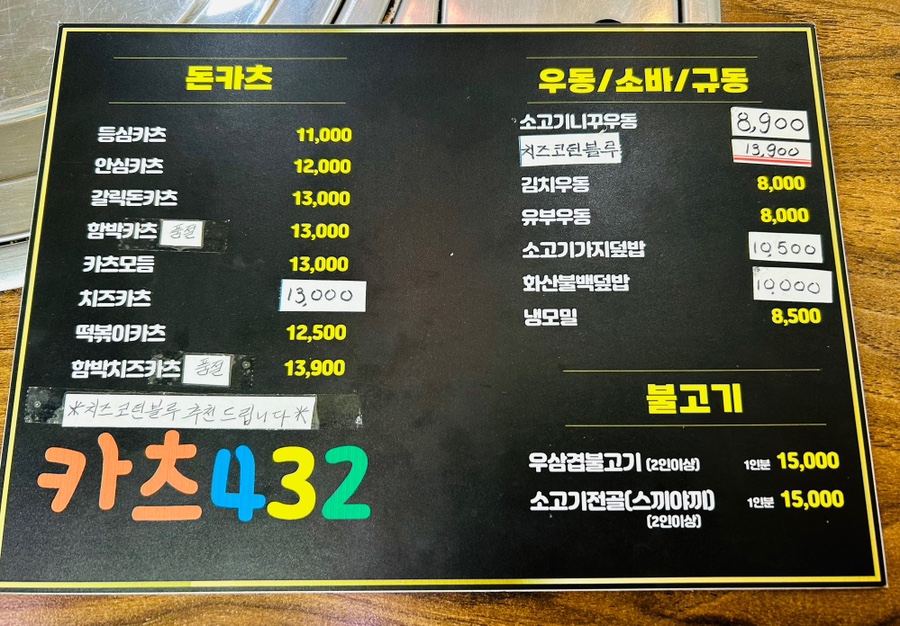 돈카츠
등심카츠 11,000
안심카츠 12,000
갈릭돈카츠 13,000
함박카츠 품절 13,000
카츠모듬 13,000
치즈카츠 13,000
떡볶이카츠 12,500
함박치즈카츠 품절 13,900
※치즈코던블루 추천드립니다※
카츠432
우동/소바/규동
소고기니꾸우동 8,900
치즈코던블루 13,900
김치우동 8,000
유부우동 8,000
소고기가지덮밥 10,500
화산불백덮밥 10,000
냉모밀 8,500
불고기
우삼겹불고기 (2인이상) 1인분 15,000
소고기전골(스끼야끼) 1인분 15,000
(2인이상)